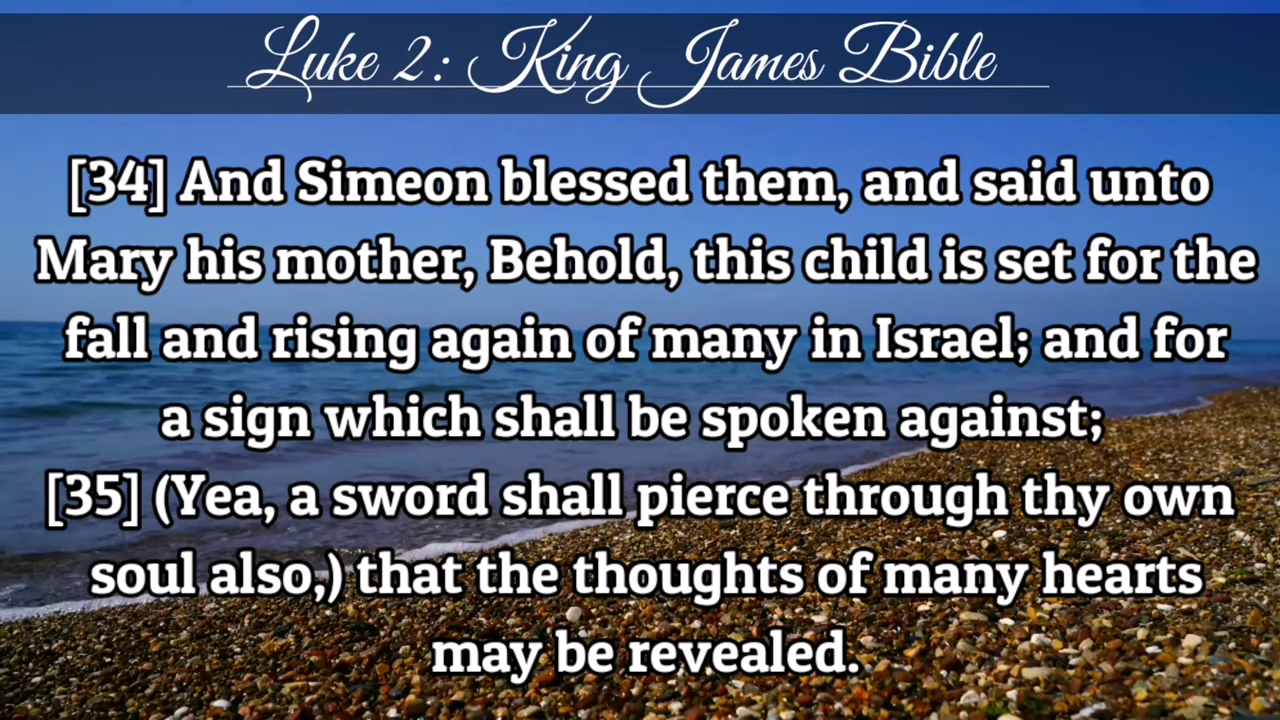 Luke 2: King James Bible
[34] And Simeon blessed them, and said unto
Mary his mother, Behold, this child is set for the
fall and rising again of many in Israel; and for
a sign which shall be spoken against;
[35] (Yea, a sword shall pierce through thy own
soul also,) that the thoughts of many hearts
may be revealed.